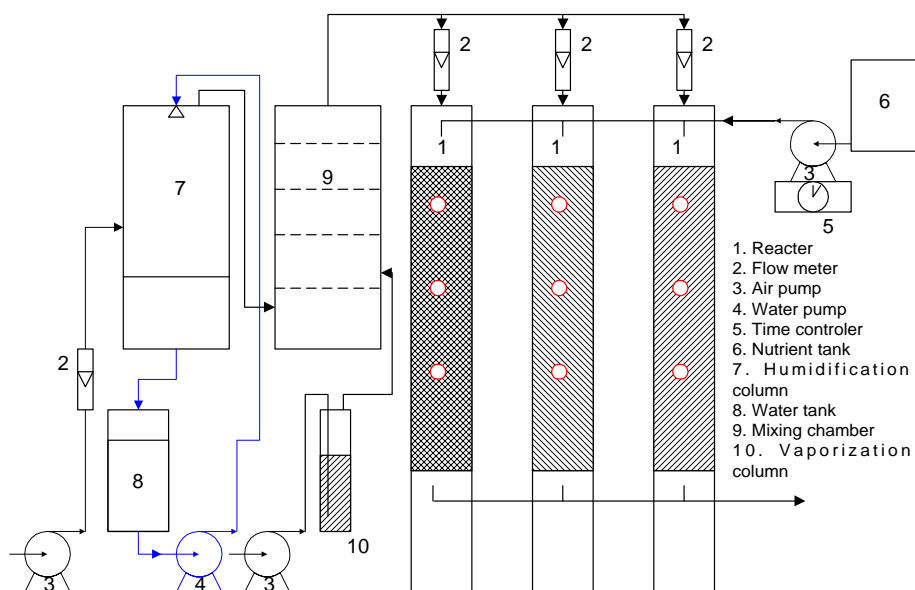 2
2
2
6
1
1
1
7
9
3
5
1. Reacter
2. Flow meter
3. Air pump
4. Water pump
5. Time controler
6. Nutrient tank
7. Humidification
column
8. Water tank
9. Mixing chamber
10. Vaporization
column
2
8
10
3
4
3